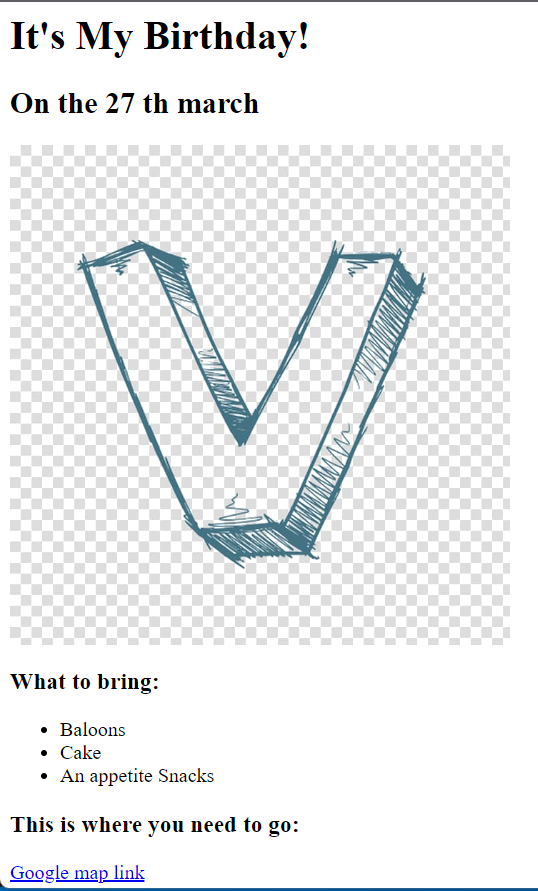 It's My Birthday!
On the 27 th march
V
What to bring:
Baloons
Cake
An appetite Snacks
This is where you need to go:
Google map link